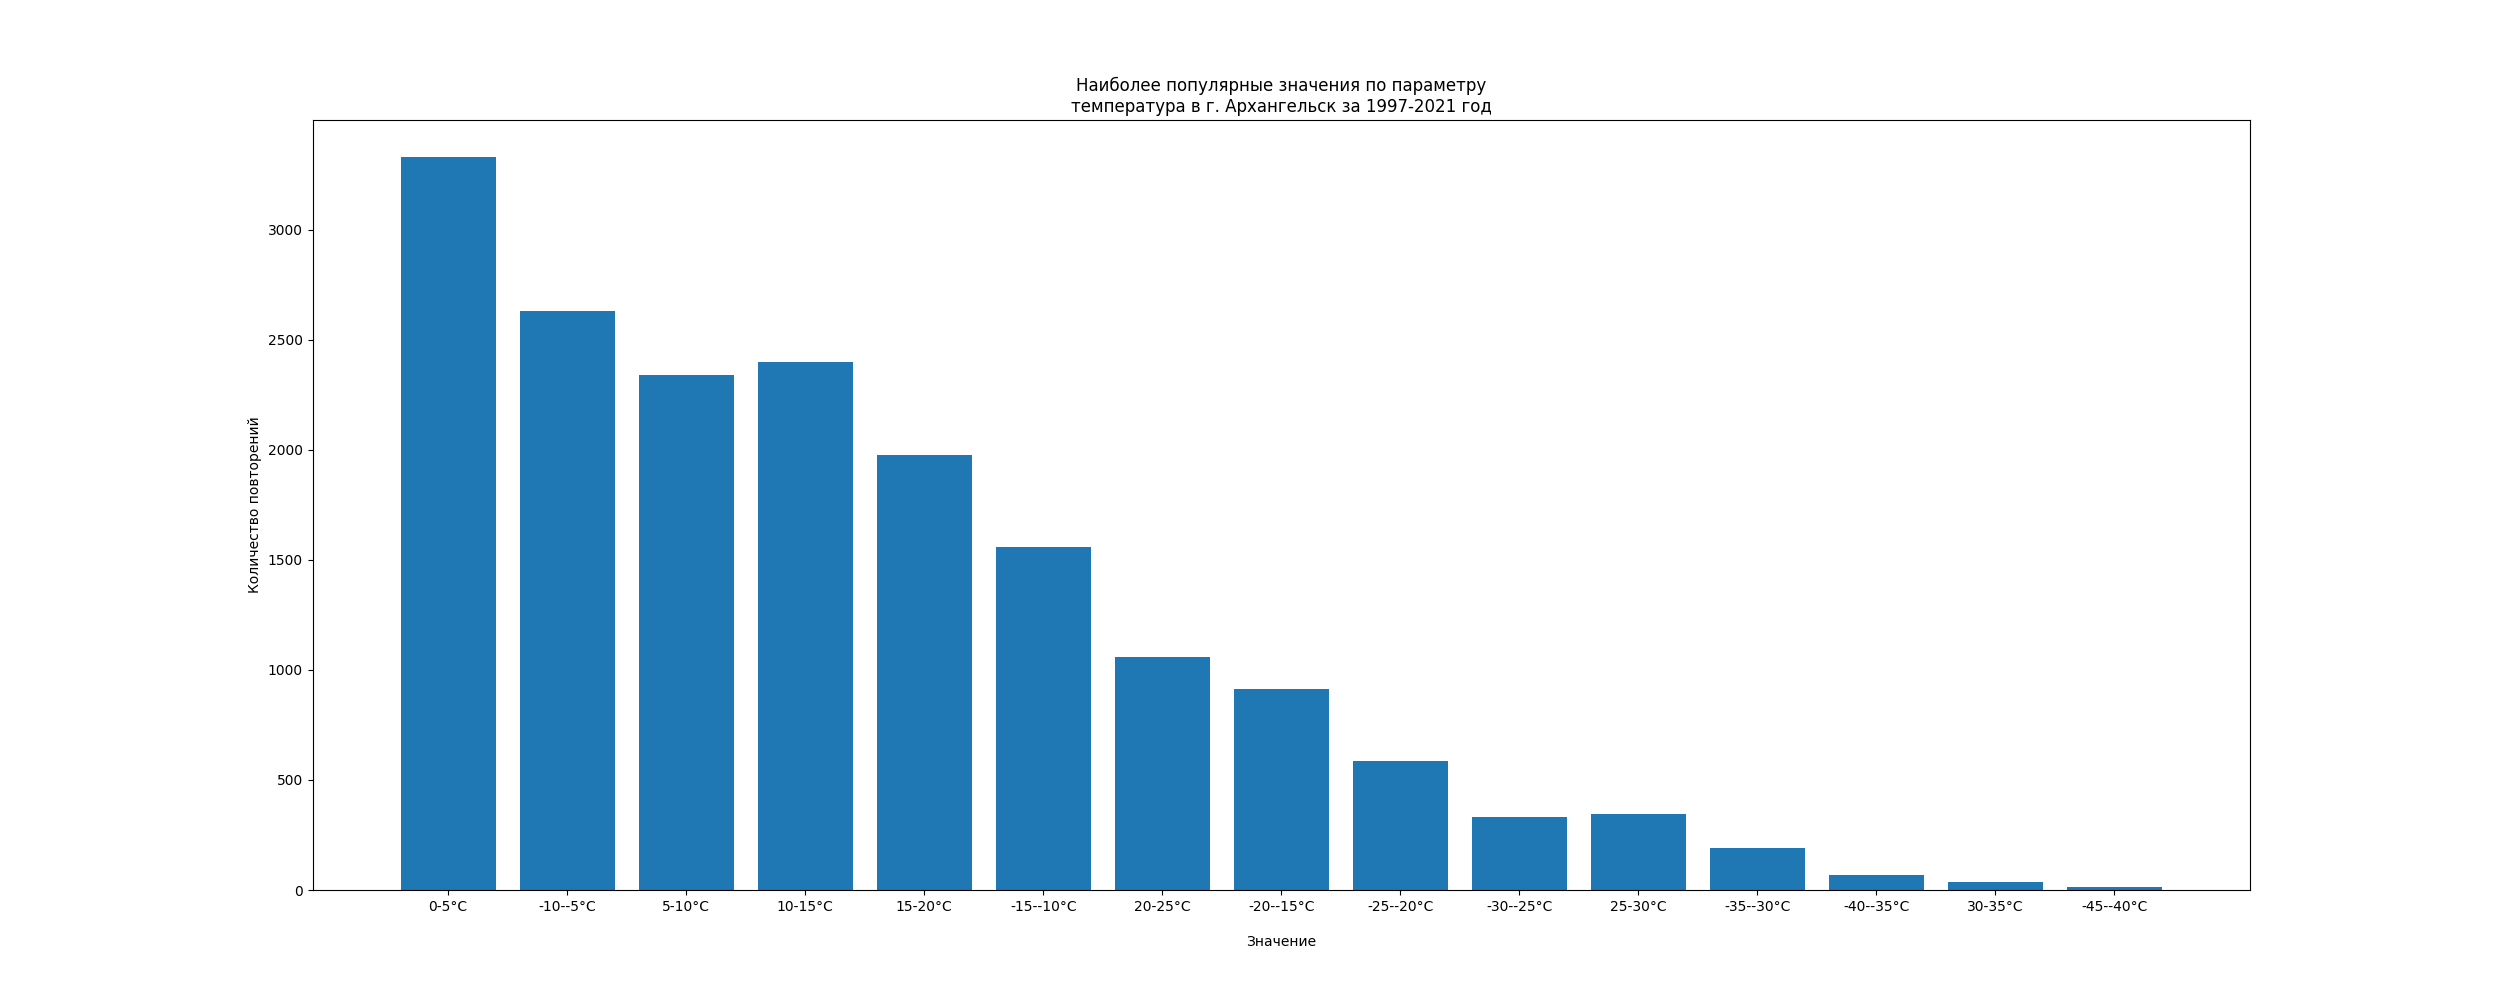 Наиболее популярные значения по параметру
температура в г. Архангельск за 1997-2021 год
Количество повторений
3000
2500
2000
1500
1000
500
0
0-5°C -10--5°C 5-10°C 10-15°C 15-20°C -15--10°C 20-25°C -20--15°C -25--20°C -30--25°C 25-30°C -35--30°C -40--35°C 30-35°C -45--40°C
Значение